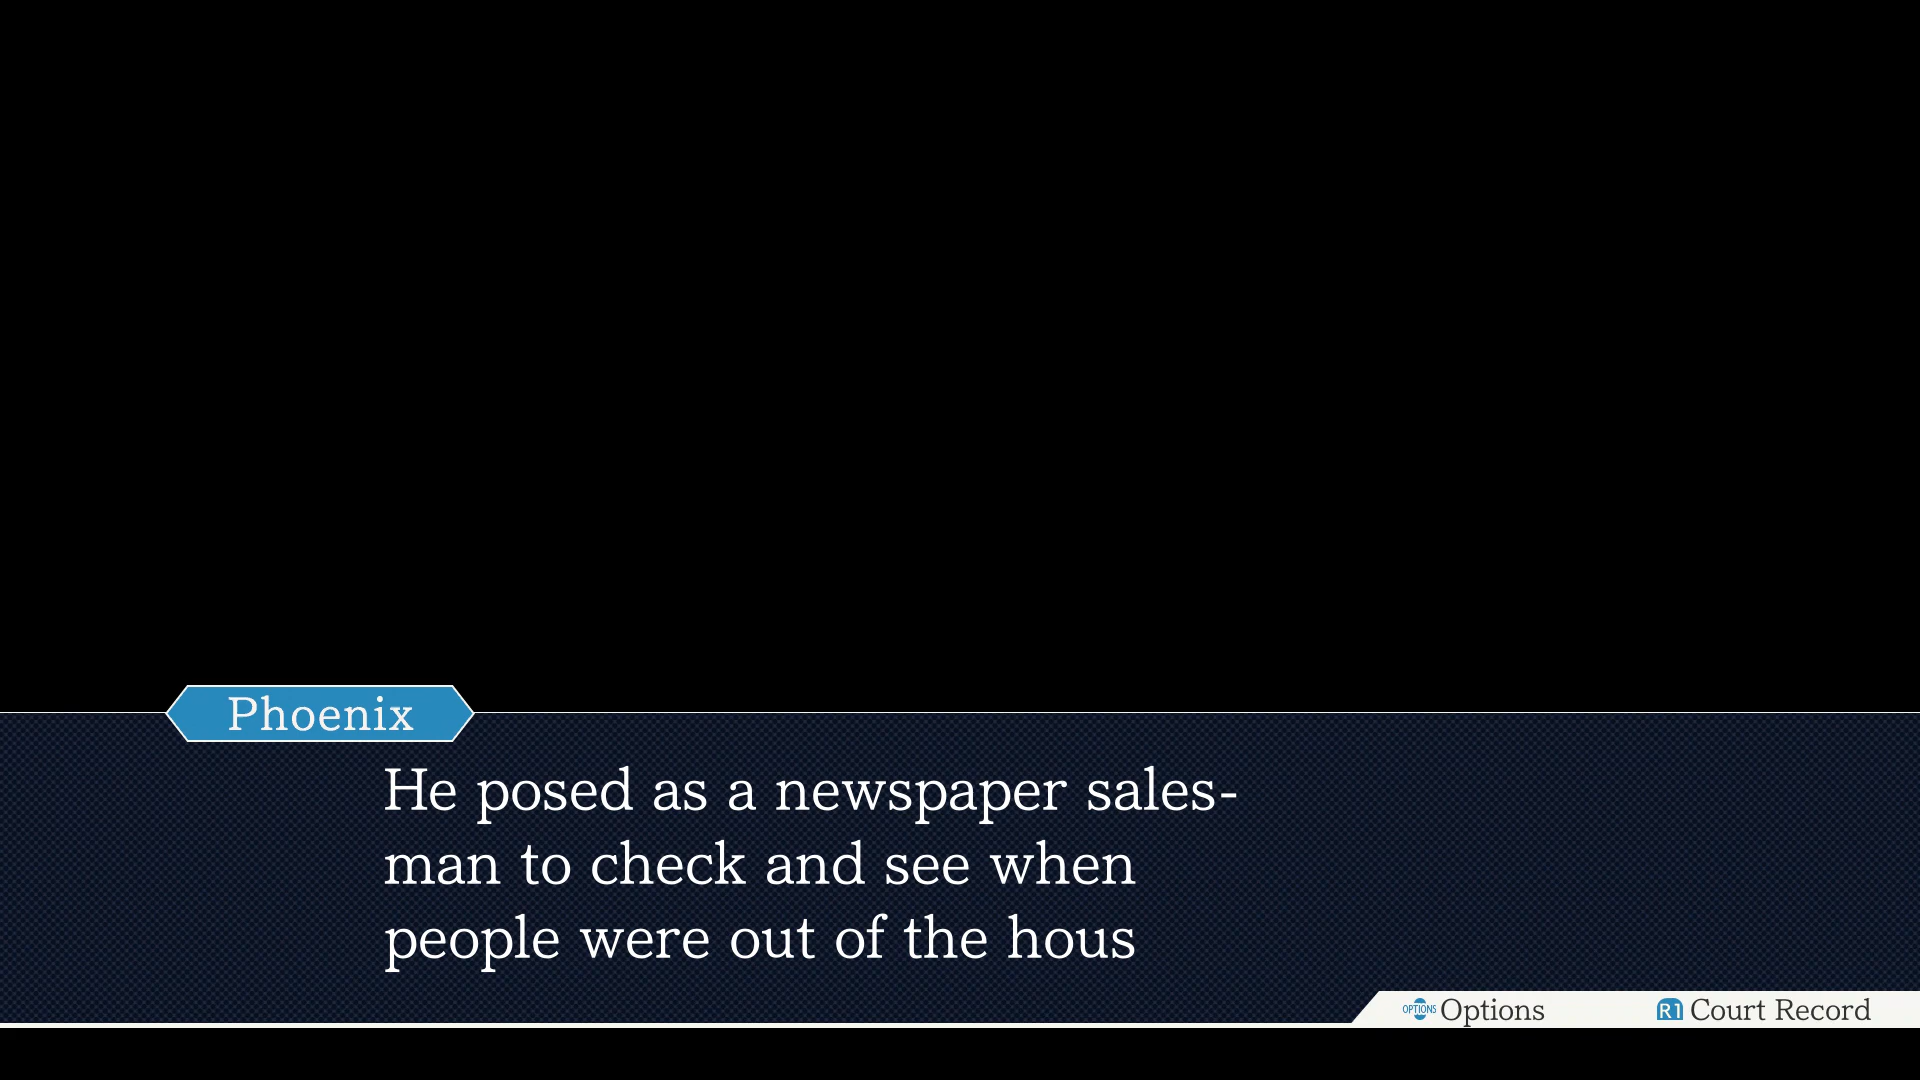 Phoenix
He posed as a newspaper sales-
man to check and see when
people were out of the hous
OPTIONS Options
R1 Court Record